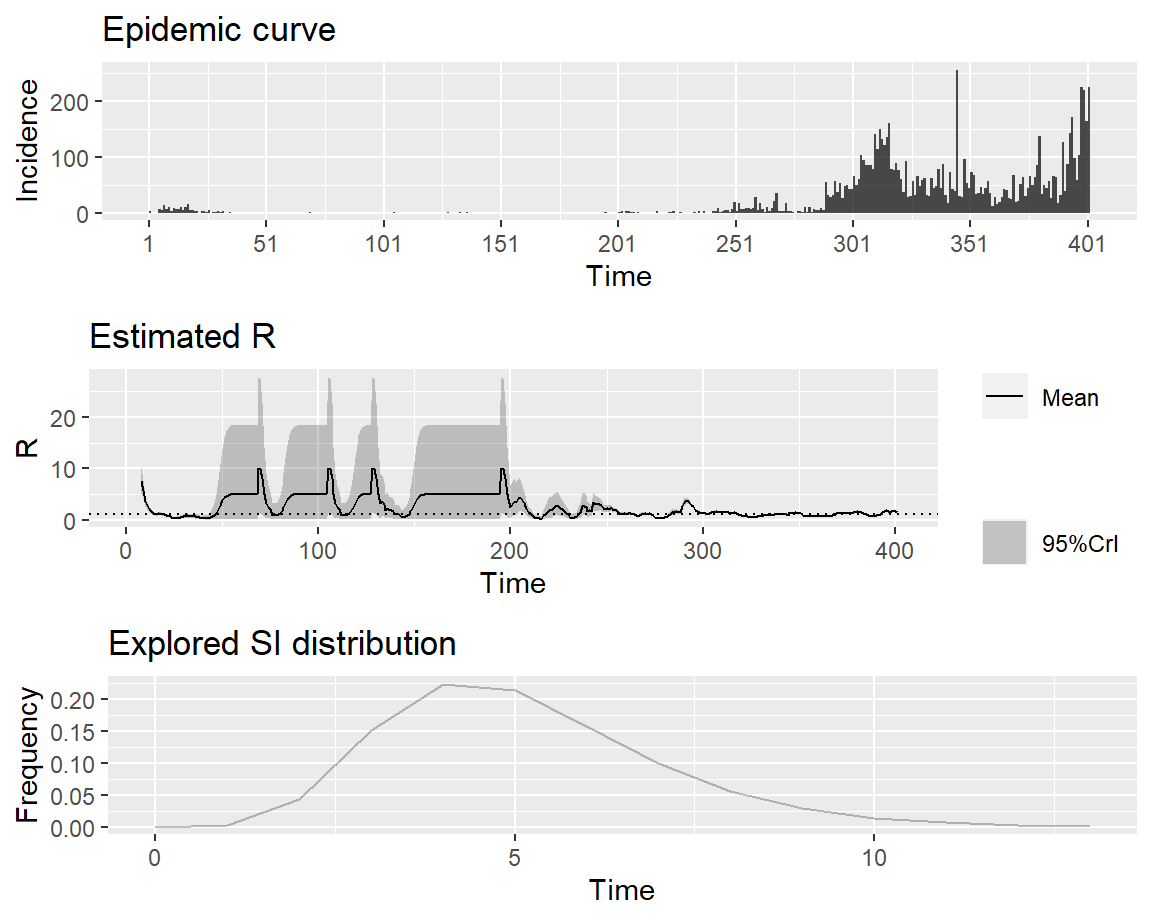 Epidemic curve
Incidence
200
100
0
1 51 101 151 201 251 301 351 401
Time
Estimated R
R
20
10
0
0 100 200 300 400
Time
Mean
95%CrI
Explored SI distribution
Frequency
0.20
0.15
0.10
0.05
0.00
0 5 10
Time